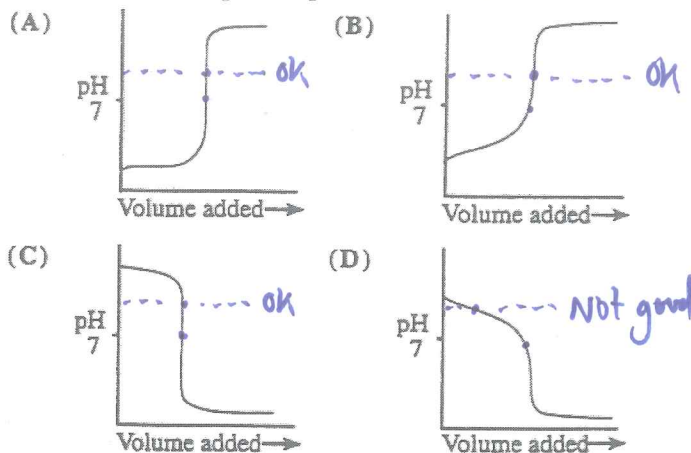 (A)
pH
7
OK
Volume added→
(B)
pH
7
OK
Volume added→
(C)
pH
7
OK
Volume added→
(D)
pH
7
Not good
Volume added→